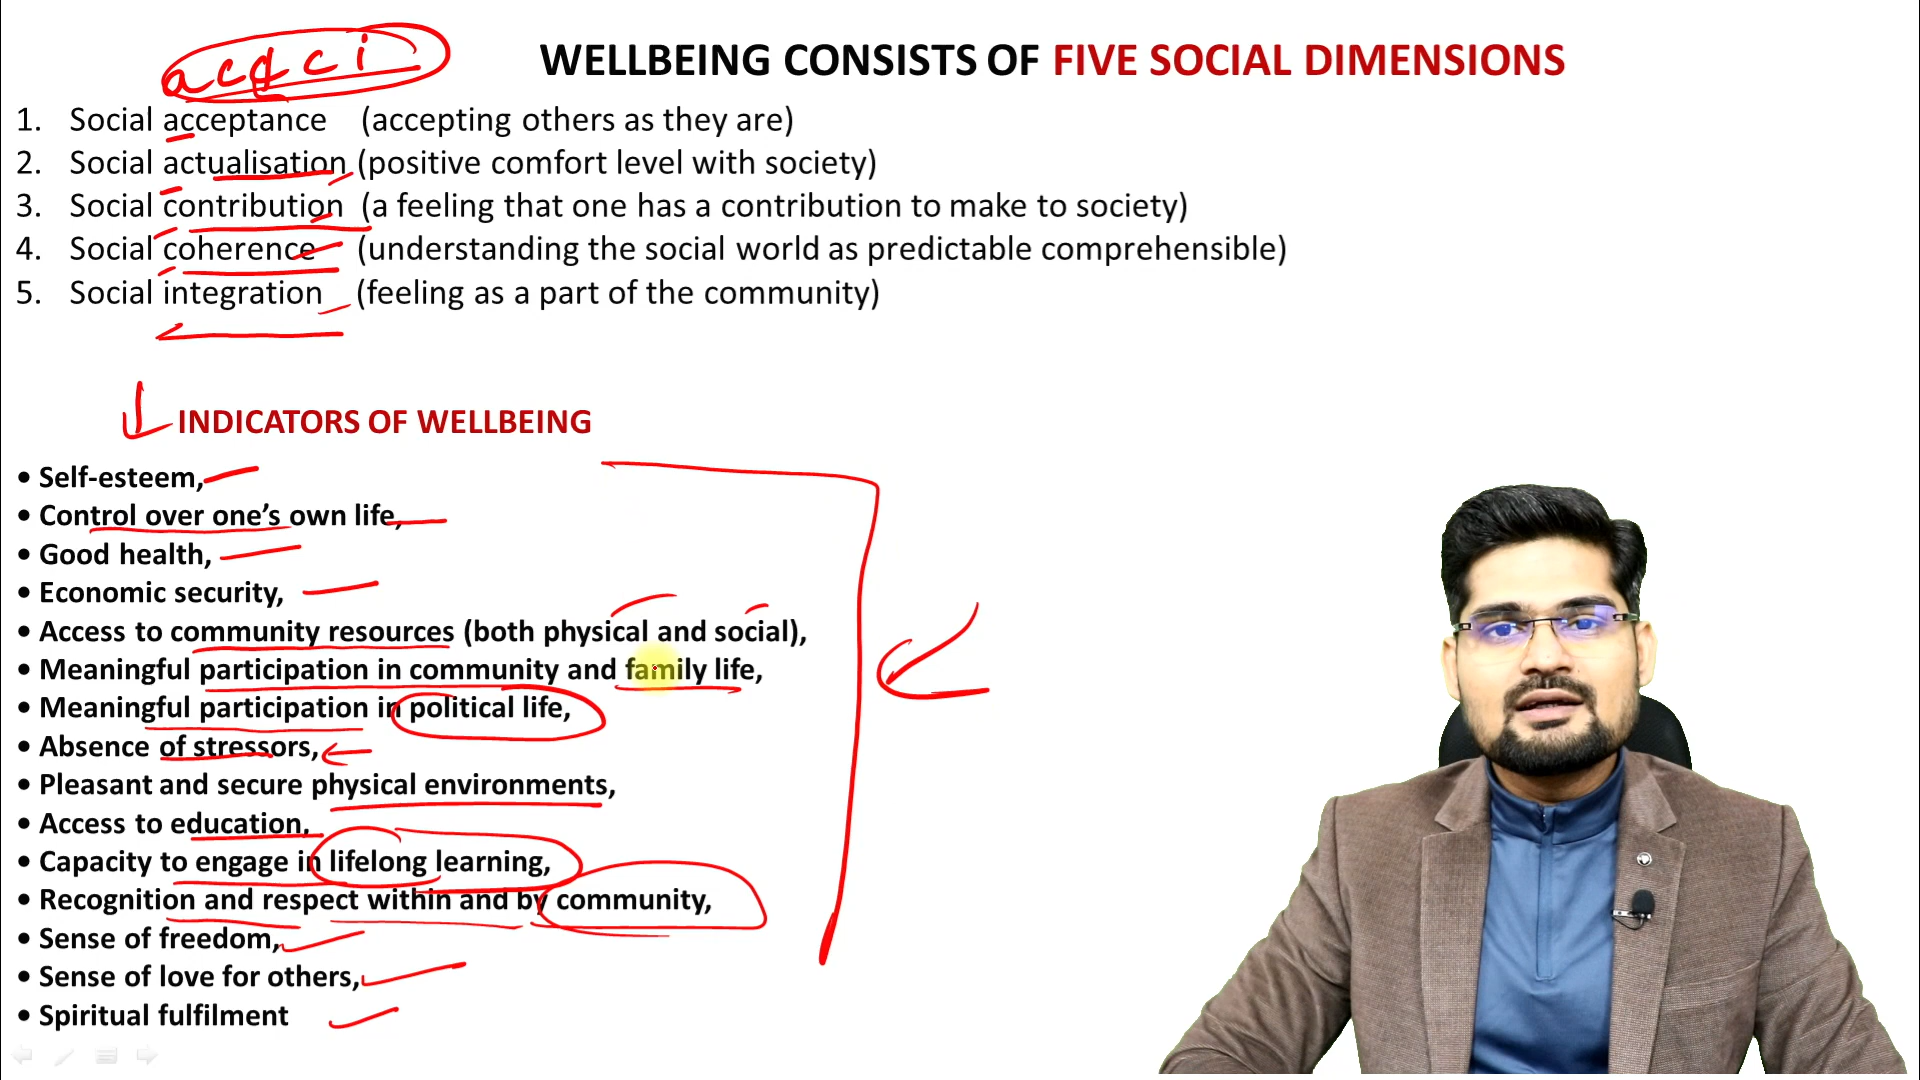 accci
WELLBEING CONSISTS OF FIVE SOCIAL DIMENSIONS
1. Social acceptance (accepting others as they are)
2. Social actualisation (positive comfort level with society)
3. Social contribution (a feeling that one has a contribution to make to society)
4. Social coherence (understanding the social world as predictable comprehensible)
5. Social integration (feeling as a part of the community)
INDICATORS OF WELLBEING
• Self-esteem,
• Control over one’s own life,
• Good health,
• Economic security,
• Access to community resources (both physical and social),
• Meaningful participation in community and family life,
• Meaningful participation in political life,
• Absence of stressors,
• Pleasant and secure physical environments,
• Access to education,
• Capacity to engage in lifelong learning,
• Recognition and respect within and by community,
• Sense of freedom,
• Sense of love for others,
• Spiritual fulfilment